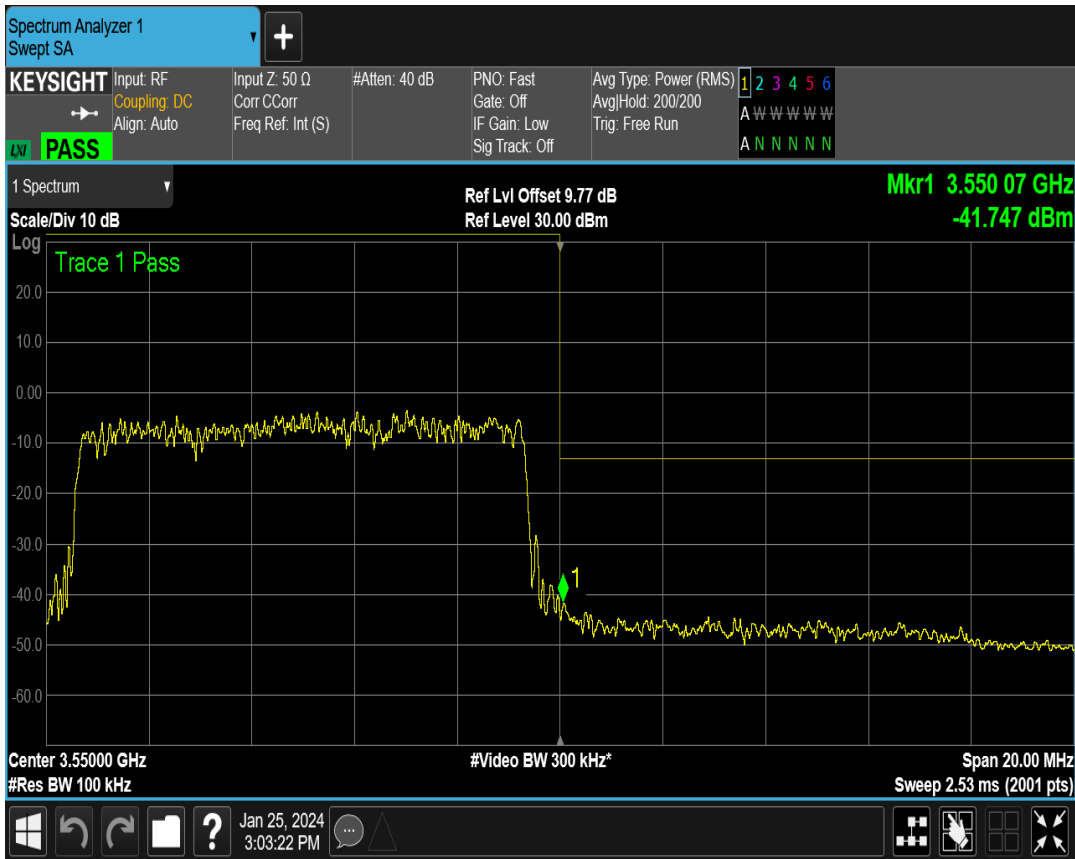 Spectrum Analyzer 1
Swept SA
KEYSIGHT
LXI PASS
Input: RF
Coupling: DC
Align: Auto
Input Z: 50 Ω
Corr CCorr
Freq Ref: Int (S)
#Atten: 40 dB
PNO: Fast
Gate: Off
IF Gain: Low
Sig Track: Off
Avg Type: Power (RMS)
Avg|Hold: 200/200
Trig: Free Run
1 2 3 4 5 6
A W W W W W
A N N N N N
1 Spectrum
Scale/Div 10 dB
Ref Lvl Offset 9.77 dB
Ref Level 30.00 dBm
Mkr1 3.550 07 GHz
-41.747 dBm
Log
Trace 1 Pass
20.0
10.0
0.00
-10.0
-20.0
-30.0
-40.0
-50.0
-60.0
1
Center 3.55000 GHz
#Res BW 100 kHz
#Video BW 300 kHz*
Span 20.00 MHz
Sweep 2.53 ms (2001 pts)
?
Jan 25, 2024
3:03:22 PM